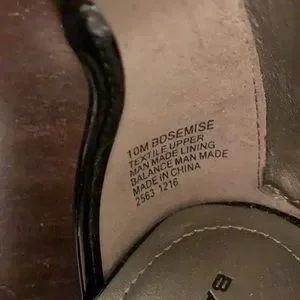 10M BOSEMISE
TEXTILE UPPER
MAN MADE LINING
BALANCE MAN MADE
MADE IN CHINA
2563 1216